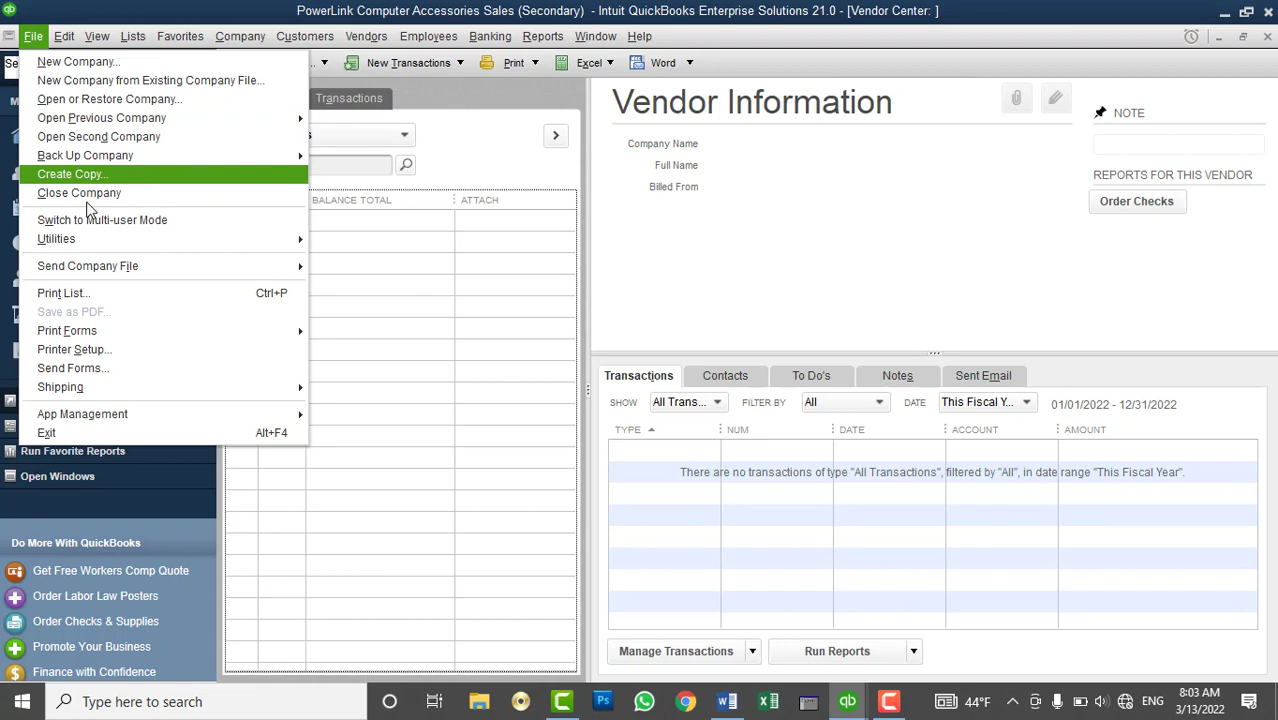 PowerLink Computer Accessories Sales (Secondary) - Intuit QuickBooks Enterprise Solutions 21.0 - [Vendor Center: ]
File Edit View Lists Favorites Company Customers Vendors Employees Banking Reports Window Help
New Transactions Print Excel Word
New Company...
New Company from Existing Company File...
Open or Restore Company...
Open Previous Company
Open Second Company
Back Up Company
Create Copy...
Close Company
Switch to Multi-user Mode
Utilities
Send Company File
Print List... Ctrl+P
Save as PDF...
Print Forms
Printer Setup...
Send Forms...
Shipping
App Management
Exit Alt+F4
Run Favorite Reports
Open Windows
Do More With QuickBooks
Get Free Workers Comp Quote
Order Labor Law Posters
Order Checks & Supplies
Promote Your Business
Finance with Confidence
Transactions
BALANCE TOTAL ATTACH
Vendor Information
Company Name
Full Name
Billed From
NOTE
REPORTS FOR THIS VENDOR
Order Checks
Transactions Contacts To Do's Notes Sent Email
SHOW All Trans... FILTER BY All DATE This Fiscal Y... 01/01/2022 - 12/31/2022
TYPE NUM DATE ACCOUNT AMOUNT
There are no transactions of type "All Transactions", filtered by "All", in date range "This Fiscal Year".
Manage Transactions Run Reports
Type here to search
44°F ENG
8:03 AM
3/13/2022